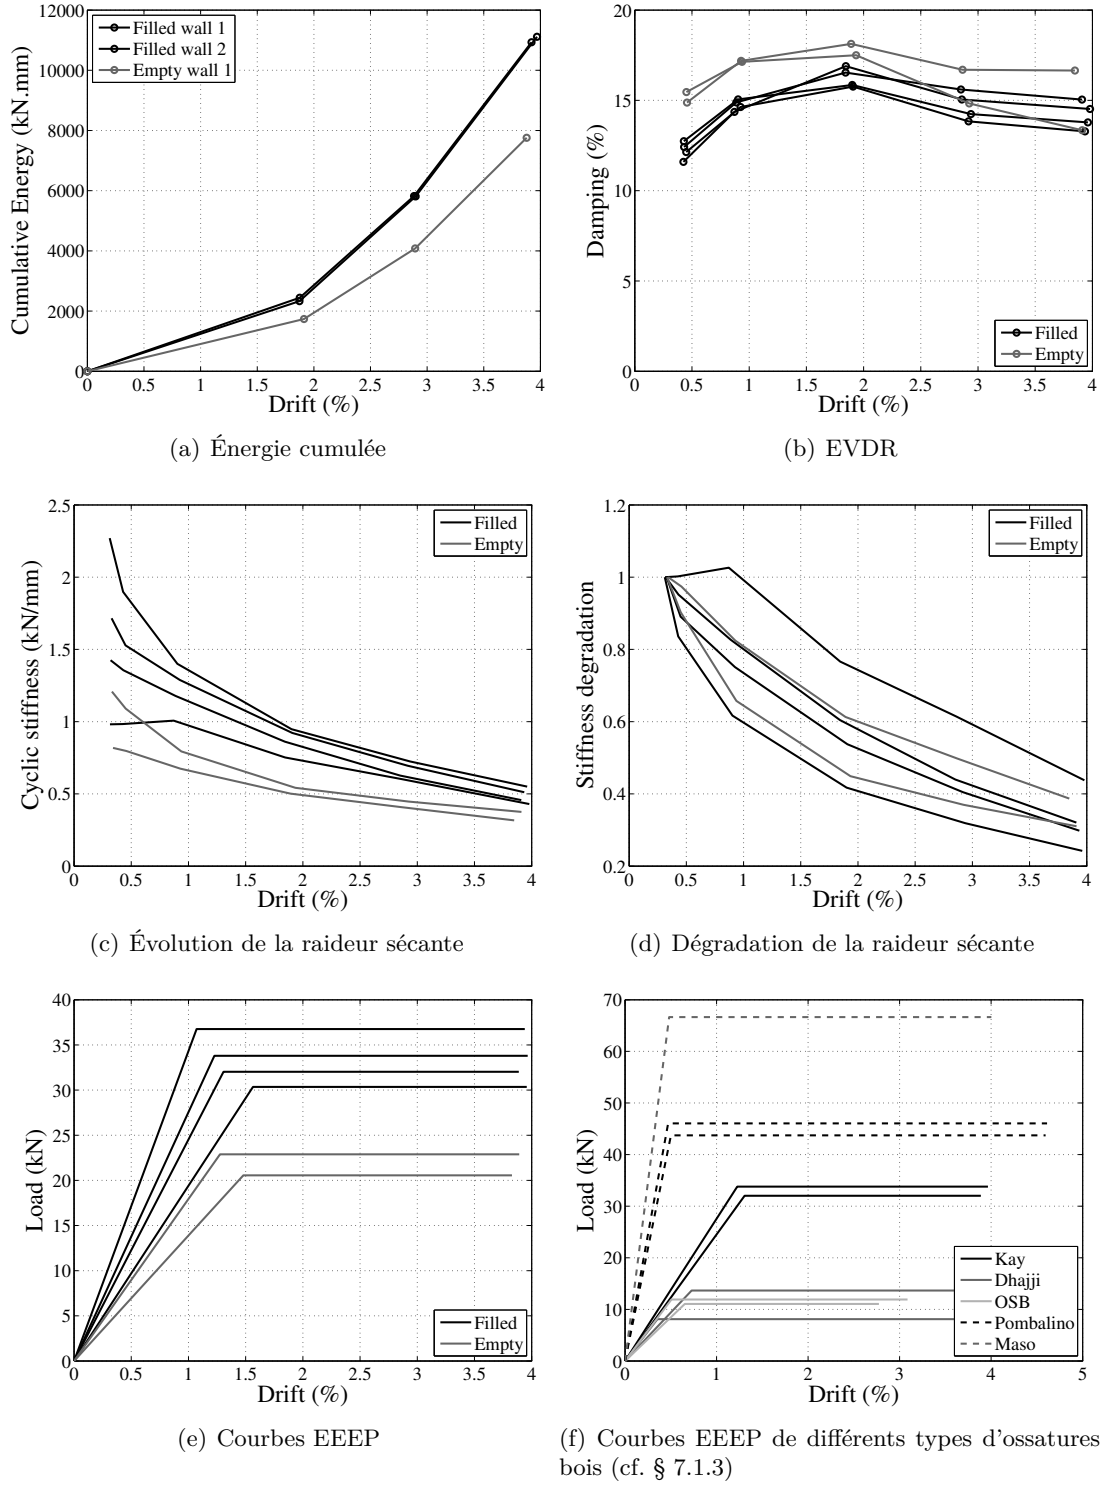 12000
10000
8000
6000
4000
2000
0
Cumulative Energy (kN.mm)
Filled wall 1
Filled wall 2
Empty wall 1
0 0.5 1 1.5 2 2.5 3 3.5 4
Drift (%)
(a) Énergie cumulée
20
15
10
5
0
Damping (%)
Filled
Empty
0 0.5 1 1.5 2 2.5 3 3.5 4
Drift (%)
(b) EVDR
2.5
2
1.5
1
0.5
0
Cyclic stiffness (kN/mm)
Filled
Empty
0 0.5 1 1.5 2 2.5 3 3.5 4
Drift (%)
(c) Évolution de la raideur sécante
1.2
1
0.8
0.6
0.4
0.2
Stiffness degradation
Filled
Empty
0 0.5 1 1.5 2 2.5 3 3.5 4
Drift (%)
(d) Dégradation de la raideur sécante
40
35
30
25
20
15
10
5
0
Load (kN)
Filled
Empty
0 0.5 1 1.5 2 2.5 3 3.5 4
Drift (%)
(e) Courbes EEEP
70
60
50
40
30
20
10
0
Load (kN)
Kay
Dhajji
OSB
Pombalino
Maso
0 1 2 3 4 5
Drift (%)
(f) Courbes EEEP de différents types d'ossatures
bois (cf. § 7.1.3)